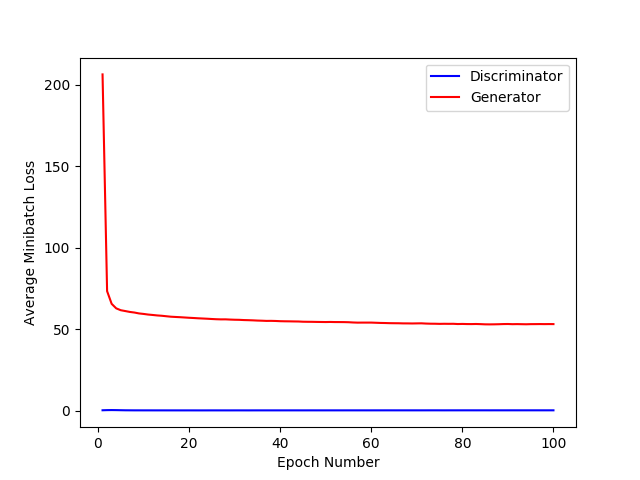 Discriminator
Generator
200
150
100
50
0
Average Minibatch Loss
0 20 40 60 80 100
Epoch Number